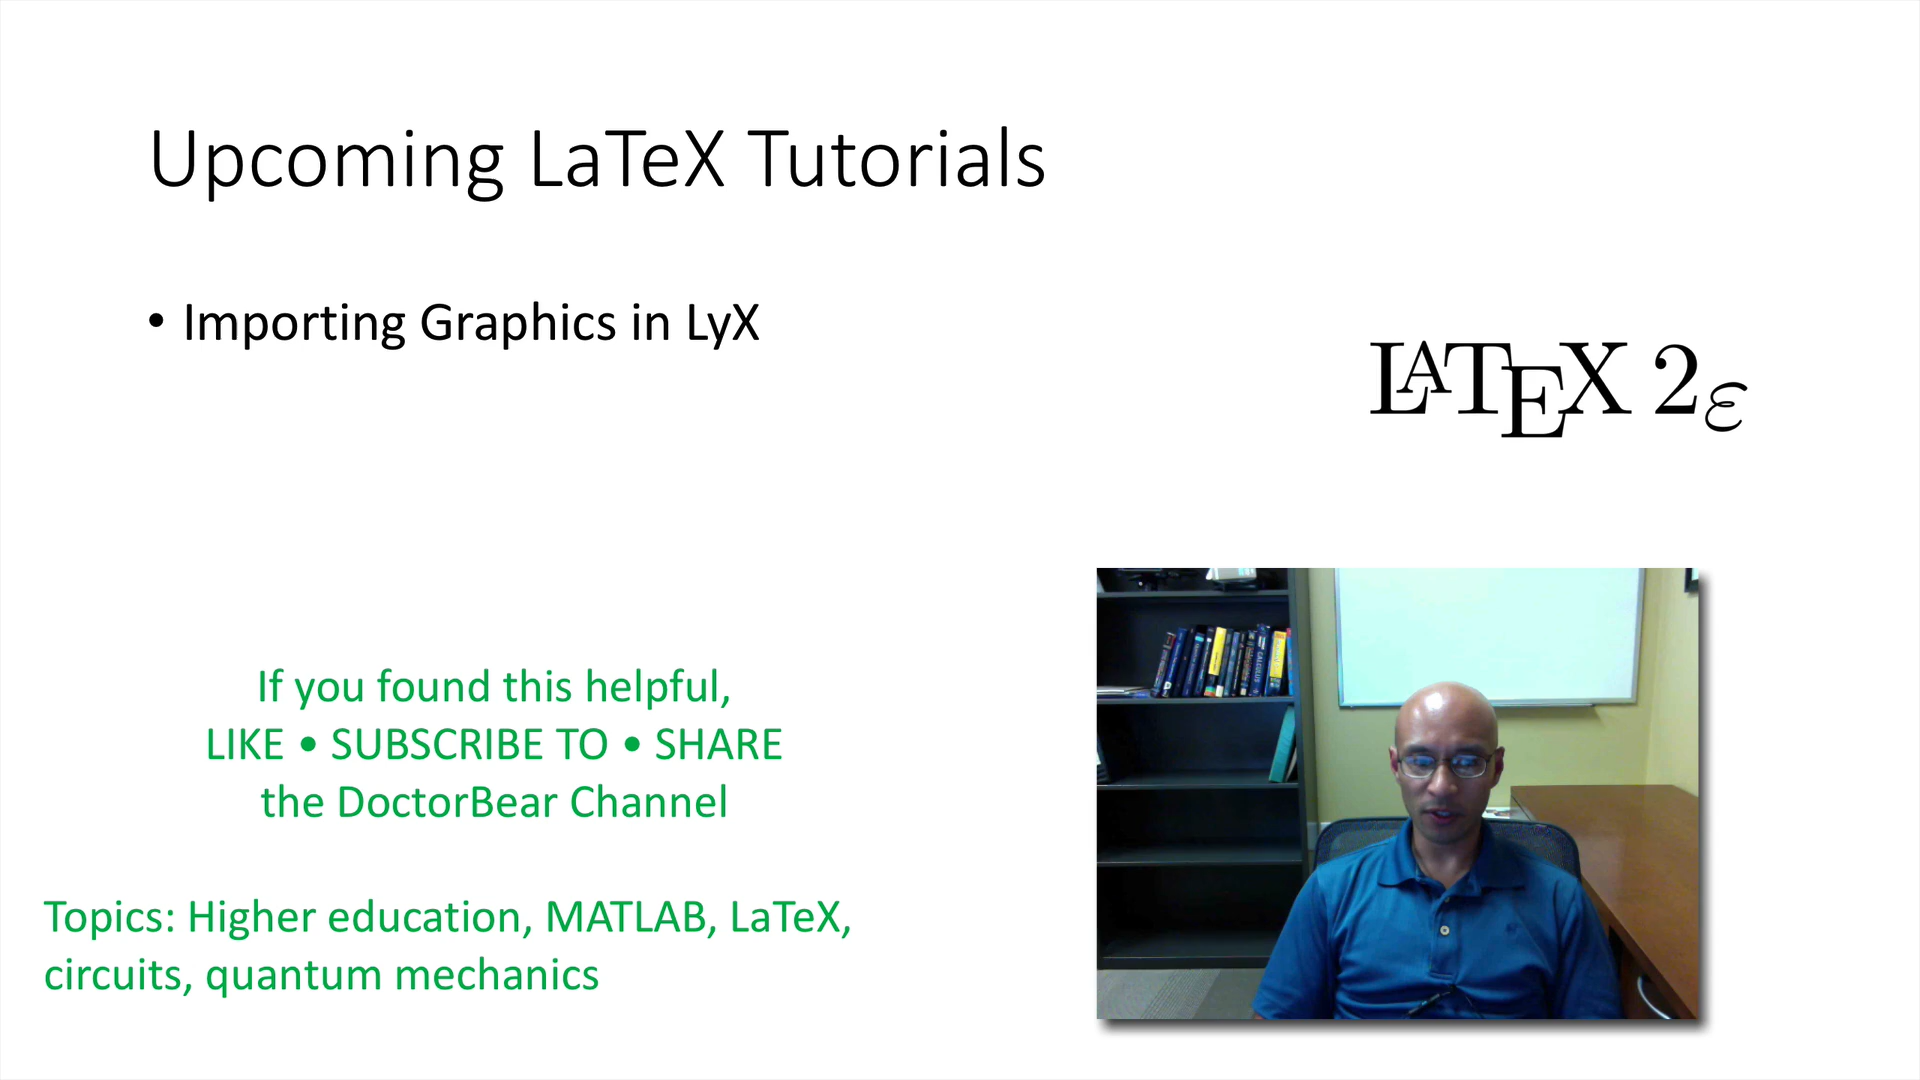 Upcoming LaTeX Tutorials
• Importing Graphics in LyX
LATEX 2ε
If you found this helpful,
LIKE • SUBSCRIBE TO • SHARE
the DoctorBear Channel
Topics: Higher education, MATLAB, LaTeX,
circuits, quantum mechanics